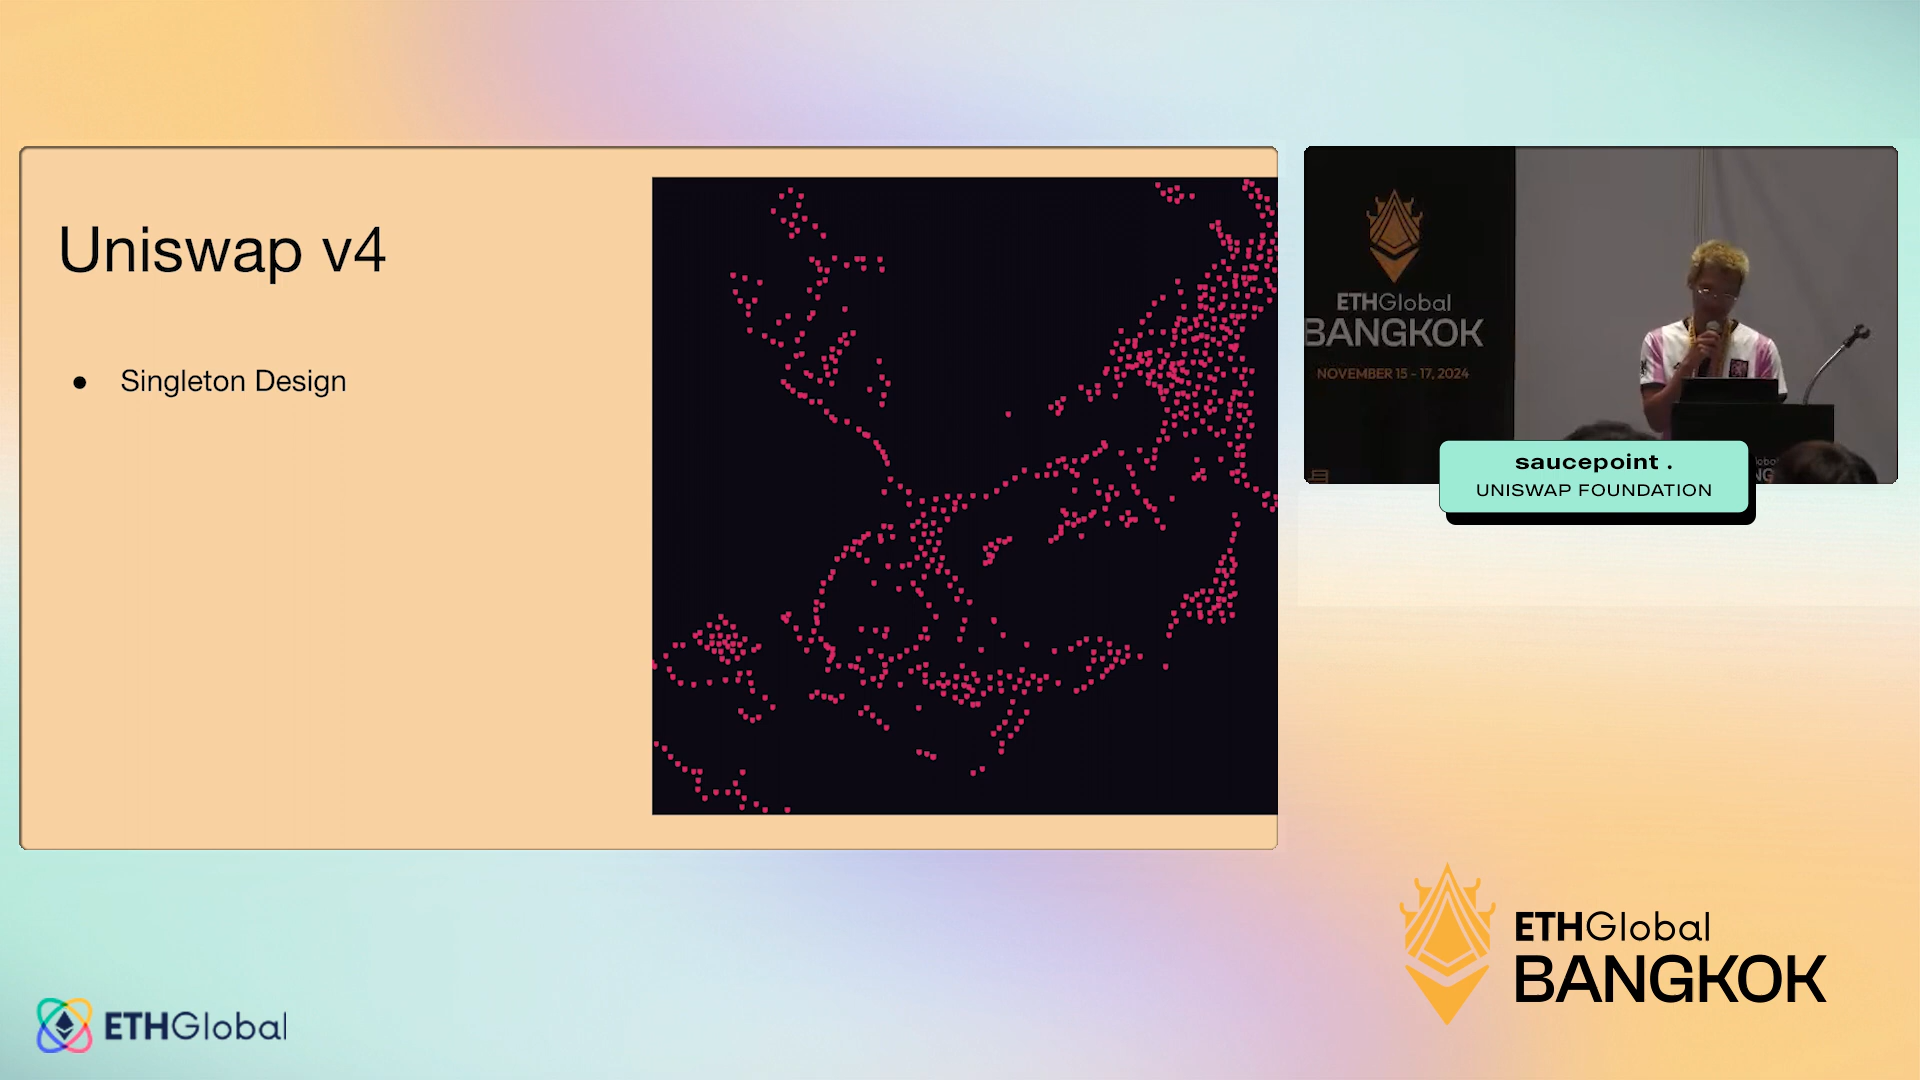 Uniswap v4
● Singleton Design
ETHGlobal
BANGKOK
NOVEMBER 15 - 17, 2024
saucepoint .
UNISWAP FOUNDATION
ETHGlobal
BANGKOK
ETHGlobal